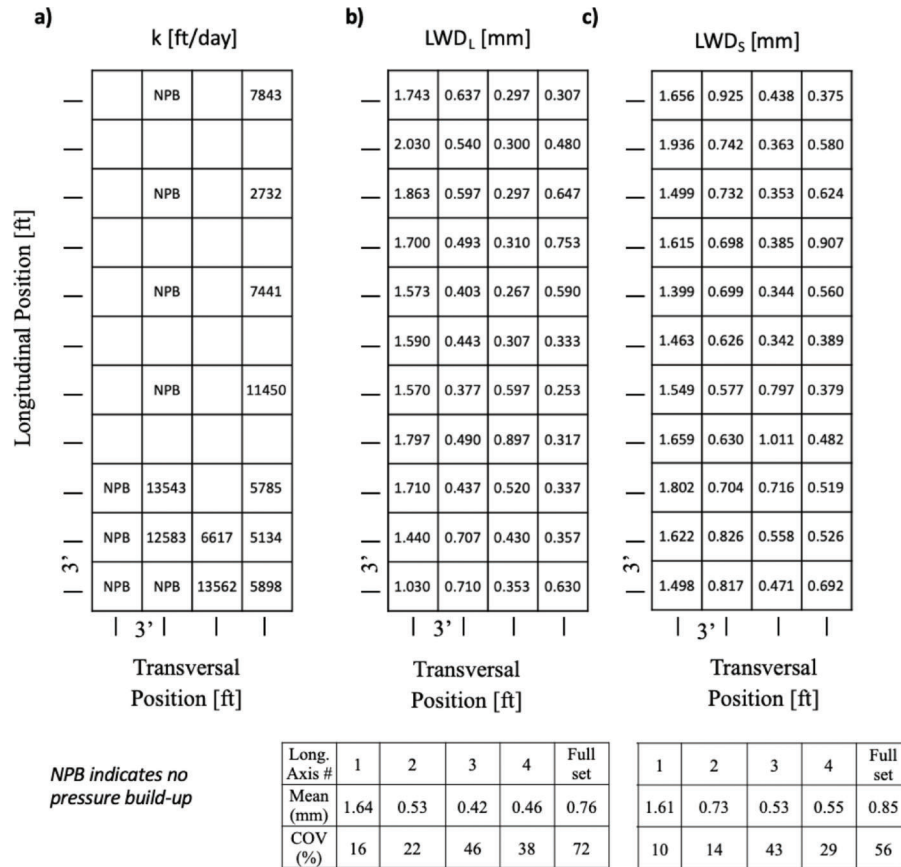 a) b) c)
k [ft/day] LWD_L [mm] LWD_S [mm]
NPB 7843 1.743 0.637 0.297 0.307 1.656 0.925 0.438 0.375
2.030 0.540 0.300 0.480 1.936 0.742 0.363 0.580
NPB 2732 1.863 0.597 0.297 0.647 1.499 0.732 0.353 0.624
1.700 0.493 0.310 0.753 1.615 0.698 0.385 0.907
NPB 7441 1.573 0.403 0.267 0.590 1.399 0.699 0.344 0.560
1.590 0.443 0.307 0.333 1.463 0.626 0.342 0.389
NPB 11450 1.570 0.377 0.597 0.253 1.549 0.577 0.797 0.379
1.797 0.490 0.897 0.317 1.659 0.630 1.011 0.482
NPB 13543 5785 1.710 0.437 0.520 0.337 1.802 0.704 0.716 0.519
NPB 12583 6617 5134 1.440 0.707 0.430 0.357 1.622 0.826 0.558 0.526
NPB NPB 13562 5898 1.030 0.710 0.353 0.630 1.498 0.817 0.471 0.692
Longitudinal Position [ft]
3' 3' 3'
3' 3' 3'
Transversal Transversal Transversal
Position [ft] Position [ft] Position [ft]
NPB indicates no
pressure build-up
Long. Axis # 1 2 3 4 Full set 1 2 3 4 Full set
Mean (mm) 1.64 0.53 0.42 0.46 0.76 1.61 0.73 0.53 0.55 0.85
COV (%) 16 22 46 38 72 10 14 43 29 56